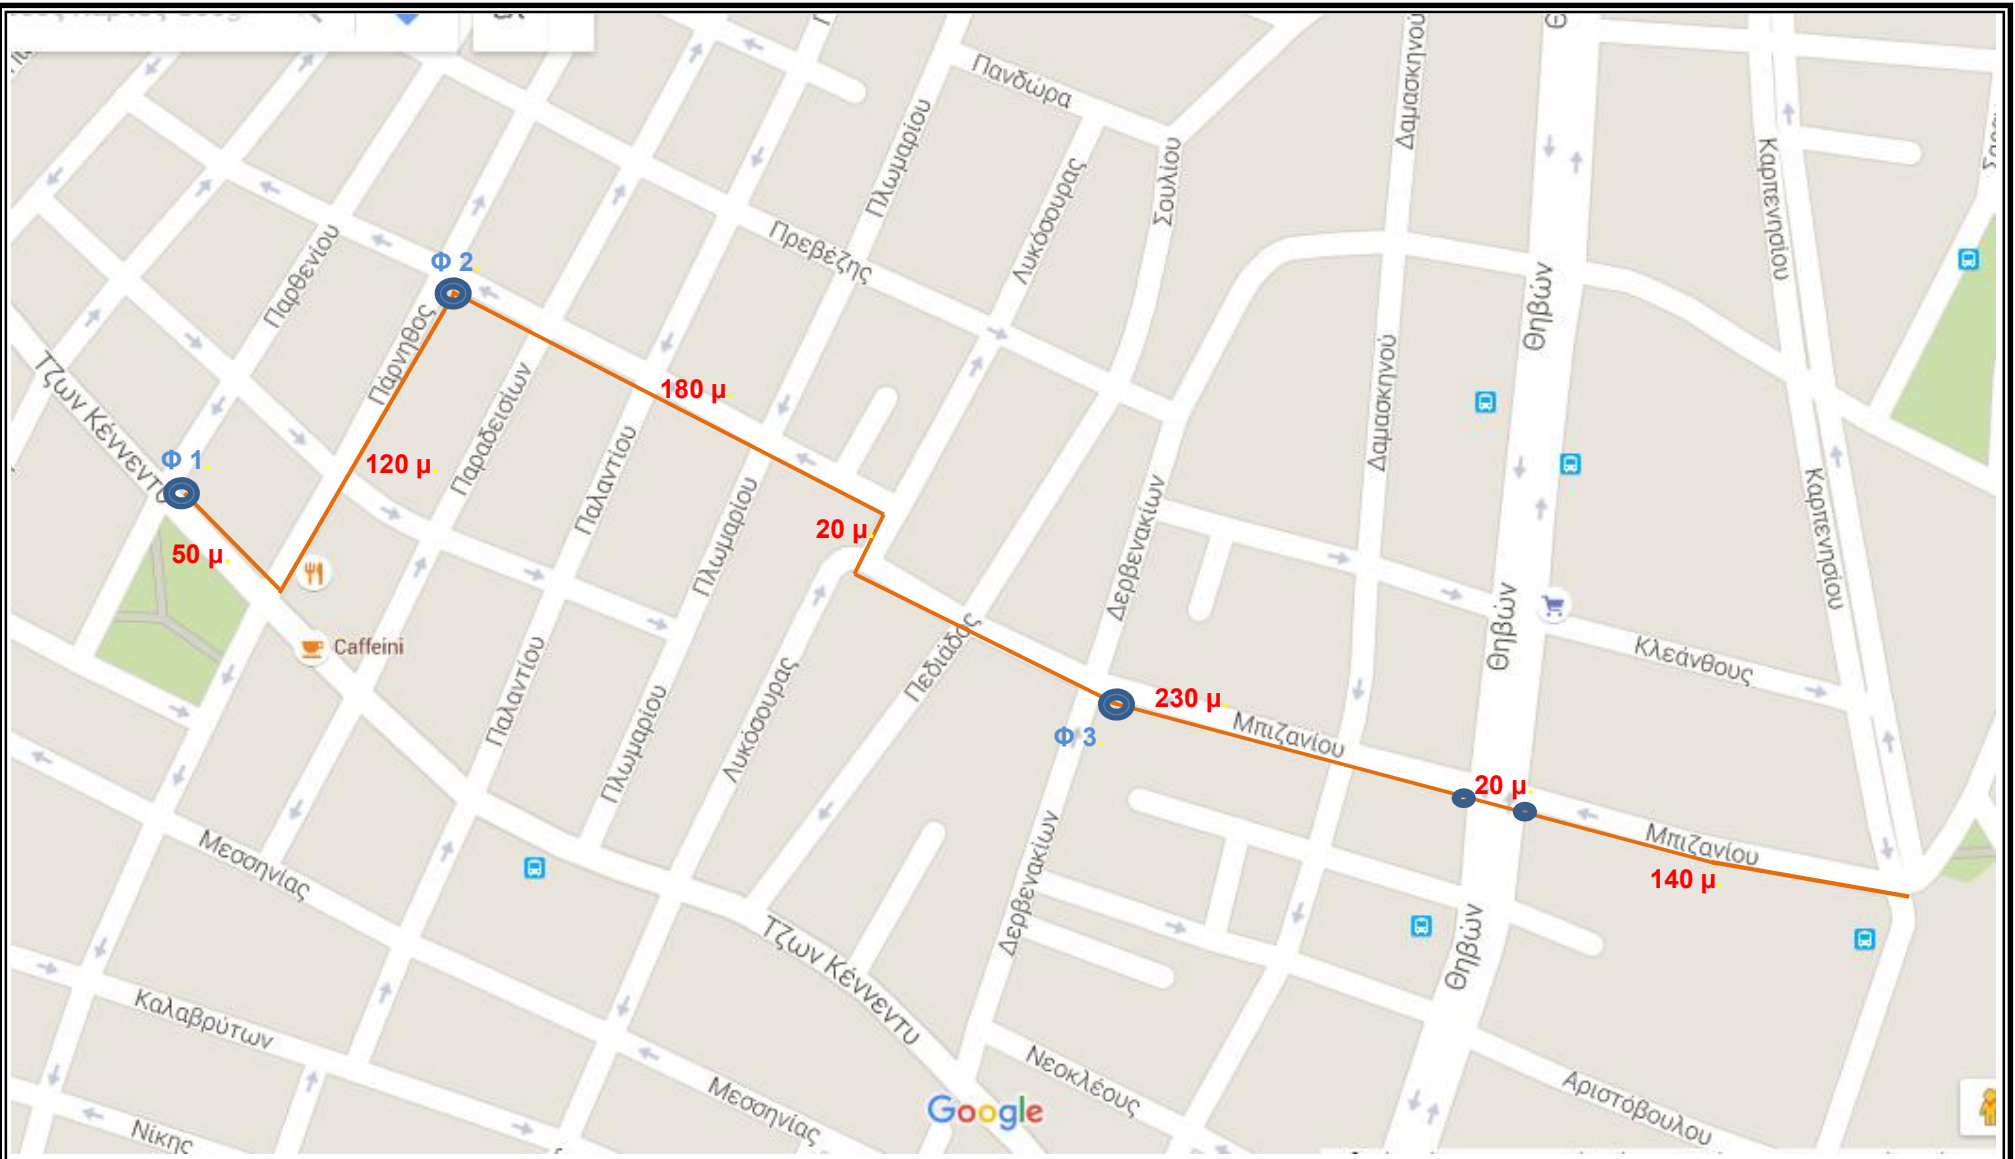 Πανδώρα
Δαμασκηνού
Πλωμαρίου
Σουλίου
Καρπενησίου
Λυκόσουρας
Παρθενίου
Πρεβέζης
Φ 2.
Θηβών
Πάρνηθος
Τζων Κέννεντυ
180 μ.
Δαμασκηνού
Παραδεισίων
Φ 1.
120 μ.
Παλαντίου
Πλωμαρίου
Δερβενακίων
Καρπενησίου
20 μ.
50 μ.
Θηβών
Caffeini
Πεδιάδος
Κλεάνθους
Παλαντίου
Λυκόσουρας
230 μ.
Πλωμαρίου
Φ 3.
Μπιζανίου
20 μ.
Μπιζανίου
Μεσσηνίας
140 μ.
Δερβενακίων
Τζων Κέννεντυ
Θηβών
Καλαβρύτων
Νεοκλέους
Google
Μεσσηνίας
Αριστόβουλου
Νίκης